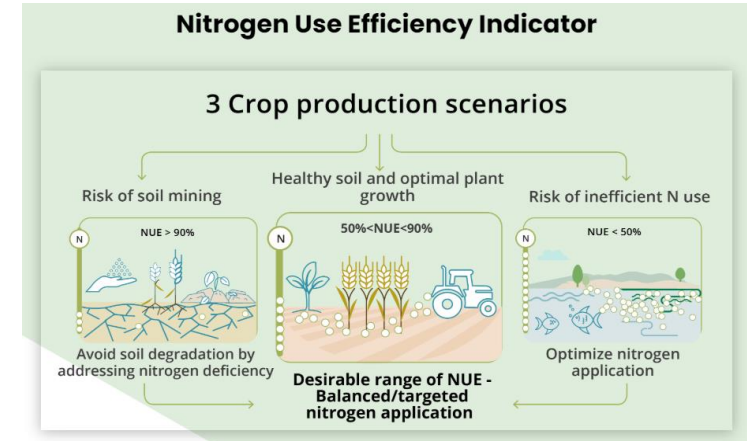 Nitrogen Use Efficiency Indicator
3 Crop production scenarios
Risk of soil mining
N
NUE > 90%
Avoid soil degradation by
addressing nitrogen deficiency
Healthy soil and optimal plant
growth
N
50%<NUE<90%
Desirable range of NUE -
Balanced/targeted
nitrogen application
Risk of inefficient N use
N
NUE < 50%
Optimize nitrogen
application